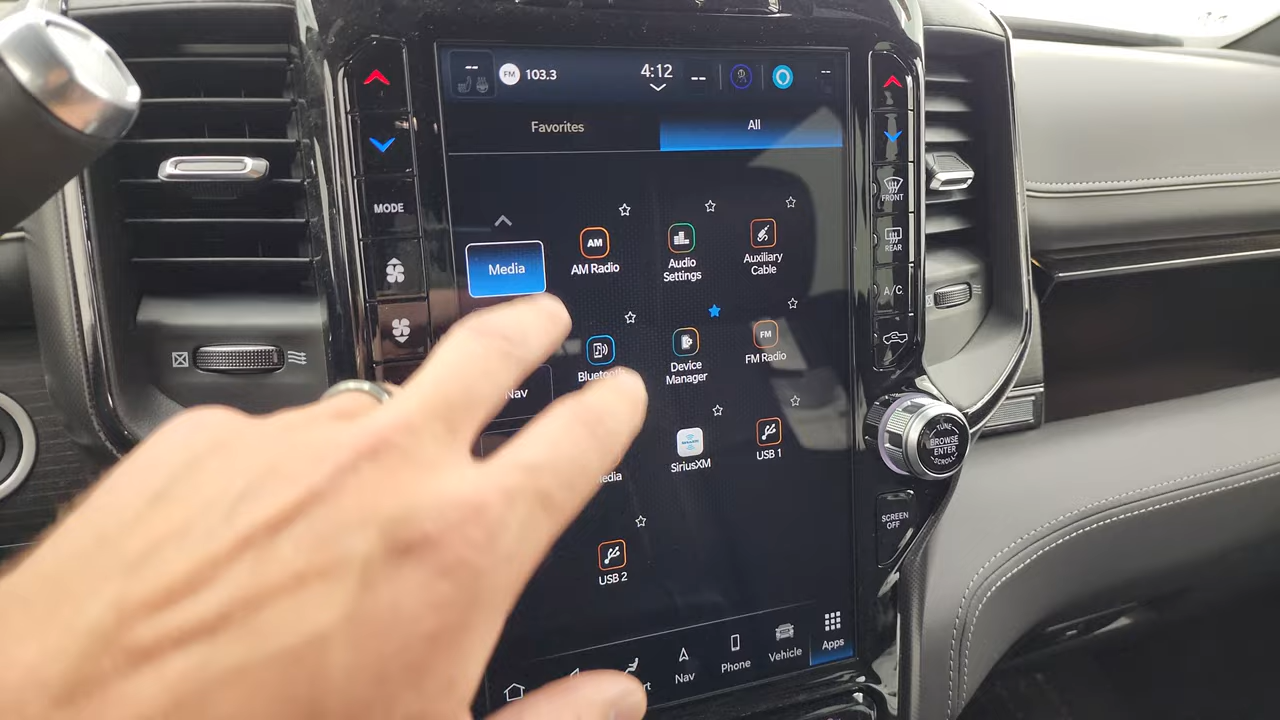 --
FM 103.3
4:12
--
--
Favorites
All
MODE
Media
AM
AM Radio
Audio
Settings
Auxiliary
Cable
Bluetooth
Device
Manager
FM
FM Radio
Nav
SiriusXM
USB 1
USB 2
Nav
Phone
Vehicle
Apps
FRONT
REAR
A/C
TUNE
BROWSE
ENTER
SCROLL
SCREEN
OFF